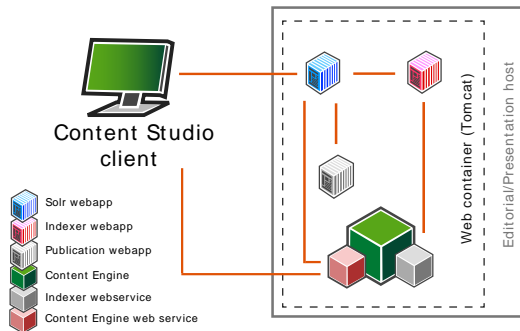 Content Studio
client
Solr webapp
Indexer webapp
Publication webapp
Content Engine
Indexer webservice
Content Engine web service
Web container (Tomcat)
Editorial/Presentation host